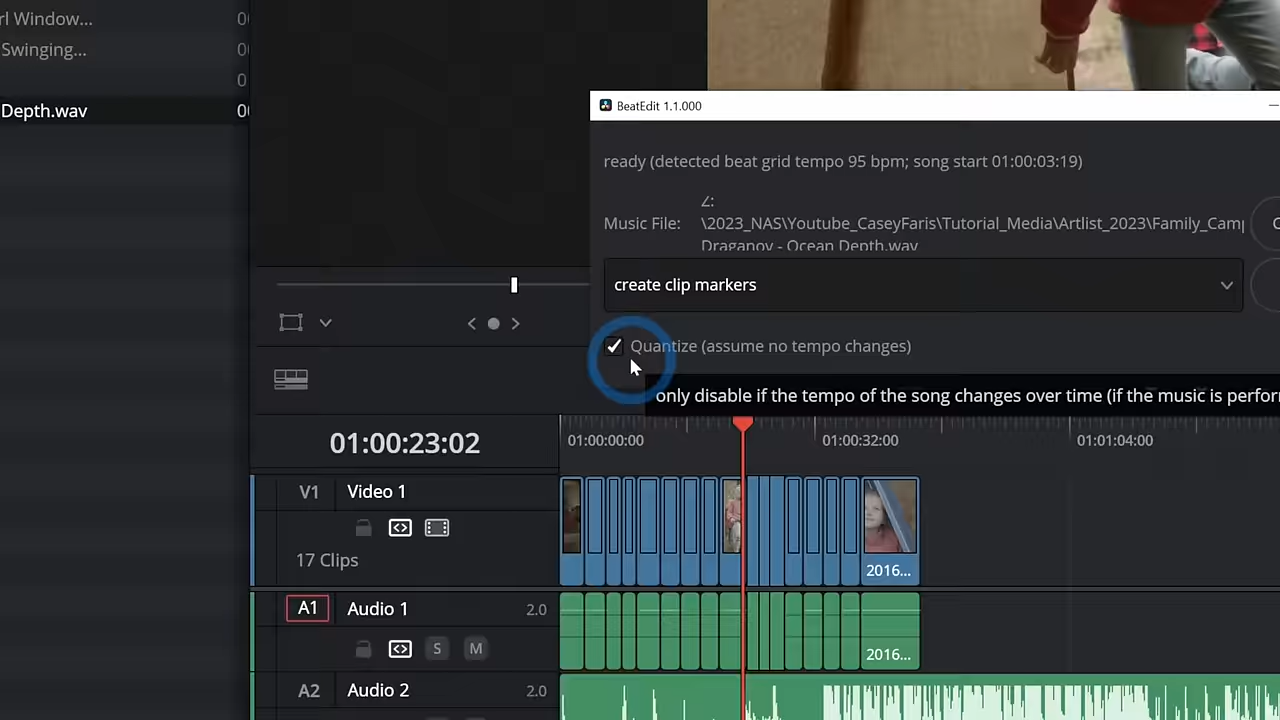 rl Window...
Swinging...
Depth.wav
BeatEdit 1.1.000
ready (detected beat grid tempo 95 bpm; song start 01:00:03:19)
Music File:
Z:
\2023_NAS\Youtube_CaseyFaris\Tutorial_Media\Artlist_2023\Family_Camp
Draganov - Ocean Depth.wav
create clip markers
Quantize (assume no tempo changes)
only disable if the tempo of the song changes over time (if the music is perfor
01:00:23:02
01:00:00:00
01:00:32:00
01:01:04:00
V1 Video 1
17 Clips
2016...
A1 Audio 1 2.0
S M
2016...
A2 Audio 2 2.0